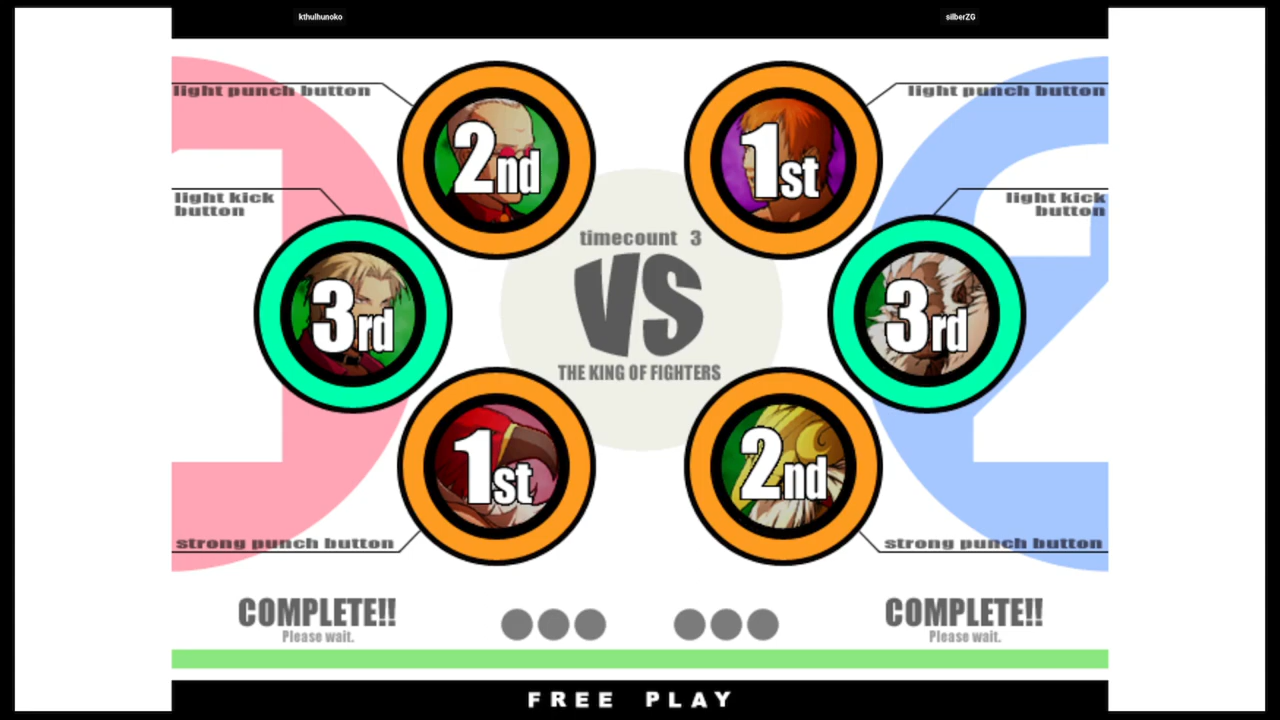 kthulhunoko
silberZG
light punch button
light punch button
2nd
1st
light kick
button
light kick
button
timecount 3
VS
THE KING OF FIGHTERS
3rd
3rd
1st
2nd
strong punch button
strong punch button
COMPLETE!!
Please wait.
COMPLETE!!
Please wait.
FREE PLAY